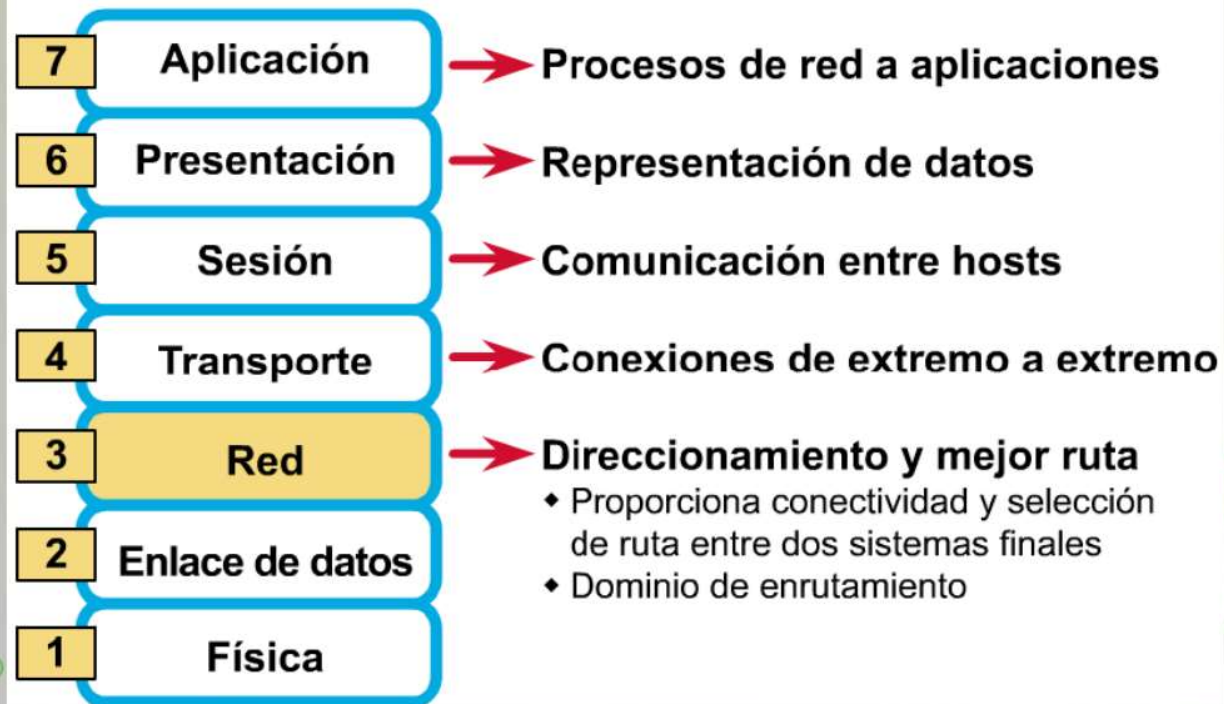 7 Aplicación Procesos de red a aplicaciones
6 Presentación Representación de datos
5 Sesión Comunicación entre hosts
4 Transporte Conexiones de extremo a extremo
3 Red Direccionamiento y mejor ruta
◆ Proporciona conectividad y selección
de ruta entre dos sistemas finales
◆ Dominio de enrutamiento
2 Enlace de datos
1 Física